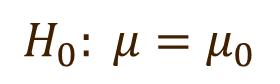 H₀: μ = μ₀